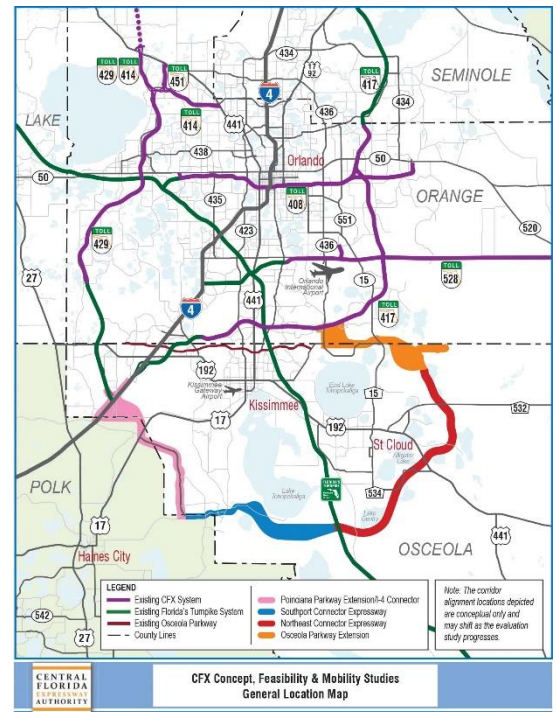 434
17
92
TOLL
429
TOLL
414
TOLL
451
4
TOLL
417
434
SEMINOLE
LAKE
TOLL
414
441
436
438
Orlando
50
50
ORANGE
435
TOLL
408
551
423
TOLL
429
436
520
27
Orlando
International
Airport
15
TOLL
528
4
441
TOLL
417
192
Kissimmee
Gateway
Airport
East Lake
Tohopekaliga
15
532
Kissimmee
17
192
St Cloud
Alligator
Lake
POLK
Lake
Tohopekaliga
534
Lake
Gentry
441
17
OSCEOLA
Haines City
542
27
LEGEND
Existing CFX System
Existing Florida's Turnpike System
Existing Osceola Parkway
County Lines
Poinciana Parkway Extension/I-4 Connector
Southport Connector Expressway
Northeast Connector Expressway
Osceola Parkway Extension
Note: The corridor
alignment locations depicted
are conceptual only and
may shift as the evaluation
study progresses.
CENTRAL
FLORIDA
EXPRESSWAY
AUTHORITY
CFX Concept, Feasibility & Mobility Studies
General Location Map